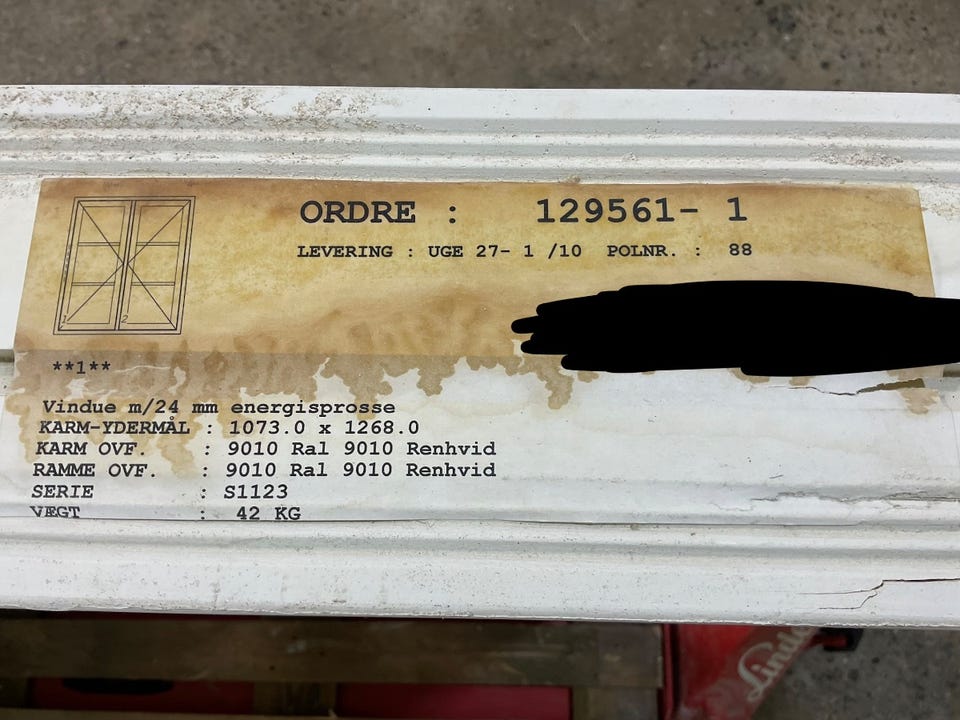 ORDRE : 129561- 1
LEVERING : UGE 27- 1 /10 POLNR. : 88
1 2
**1**
Vindue m/24 mm energisprosse
KARM-YDERMÅL : 1073.0 x 1268.0
KARM OVF. : 9010 Ral 9010 Renhvid
RAMME OVF. : 9010 Ral 9010 Renhvid
SERIE : S1123
VÆGT : 42 KG